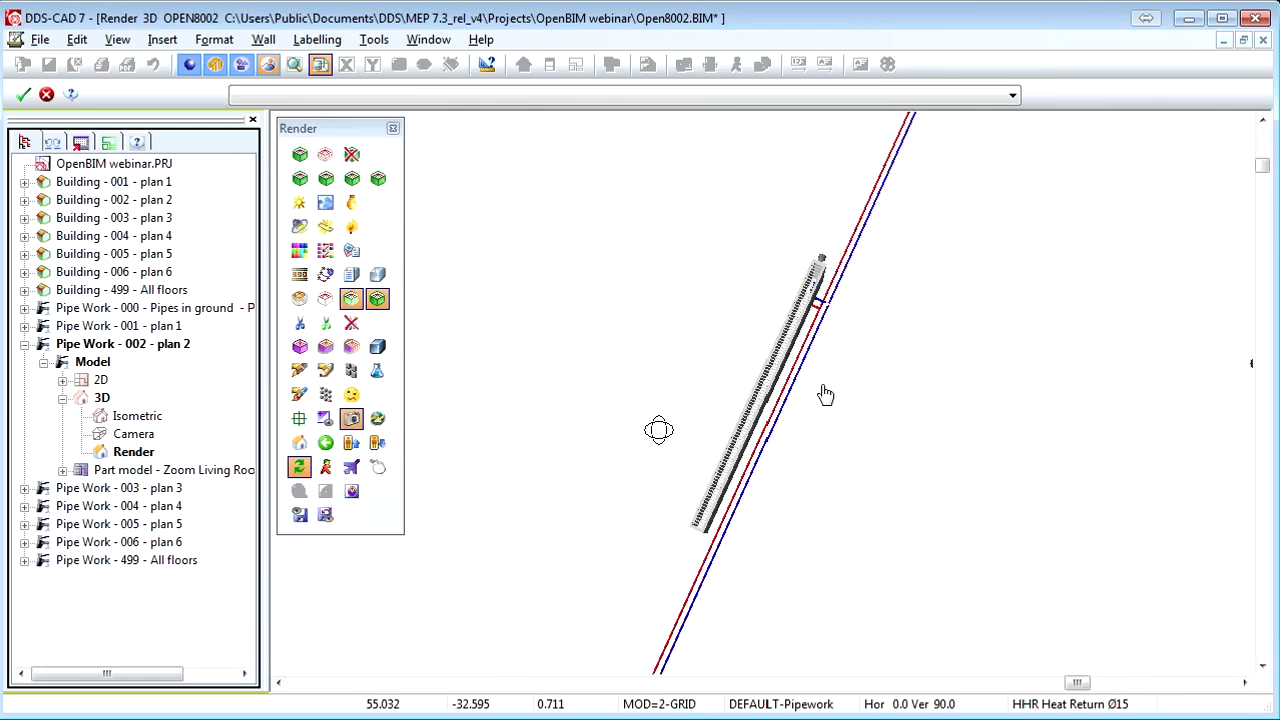 DDS-CAD 7 - [Render 3D OPEN8002 C:\Users\Public\Documents\DDS\MEP 7.3_rel_v4\Projects\OpenBIM webinar\Open8002.BIM* ]
File Edit View Insert Format Wall Labelling Tools Window Help
Render
OpenBIM webinar.PRJ
Building - 001 - plan 1
Building - 002 - plan 2
Building - 003 - plan 3
Building - 004 - plan 4
Building - 005 - plan 5
Building - 006 - plan 6
Building - 499 - All floors
Pipe Work - 000 - Pipes in ground - P
Pipe Work - 001 - plan 1
Pipe Work - 002 - plan 2
Model
2D
3D
Isometric
Camera
Render
Part model - Zoom Living Roo
Pipe Work - 003 - plan 3
Pipe Work - 004 - plan 4
Pipe Work - 005 - plan 5
Pipe Work - 006 - plan 6
Pipe Work - 499 - All floors
55.032 -32.595 0.711 MOD=2-GRID DEFAULT-Pipework Hor 0.0 Ver 90.0 HHR Heat Return Ø15